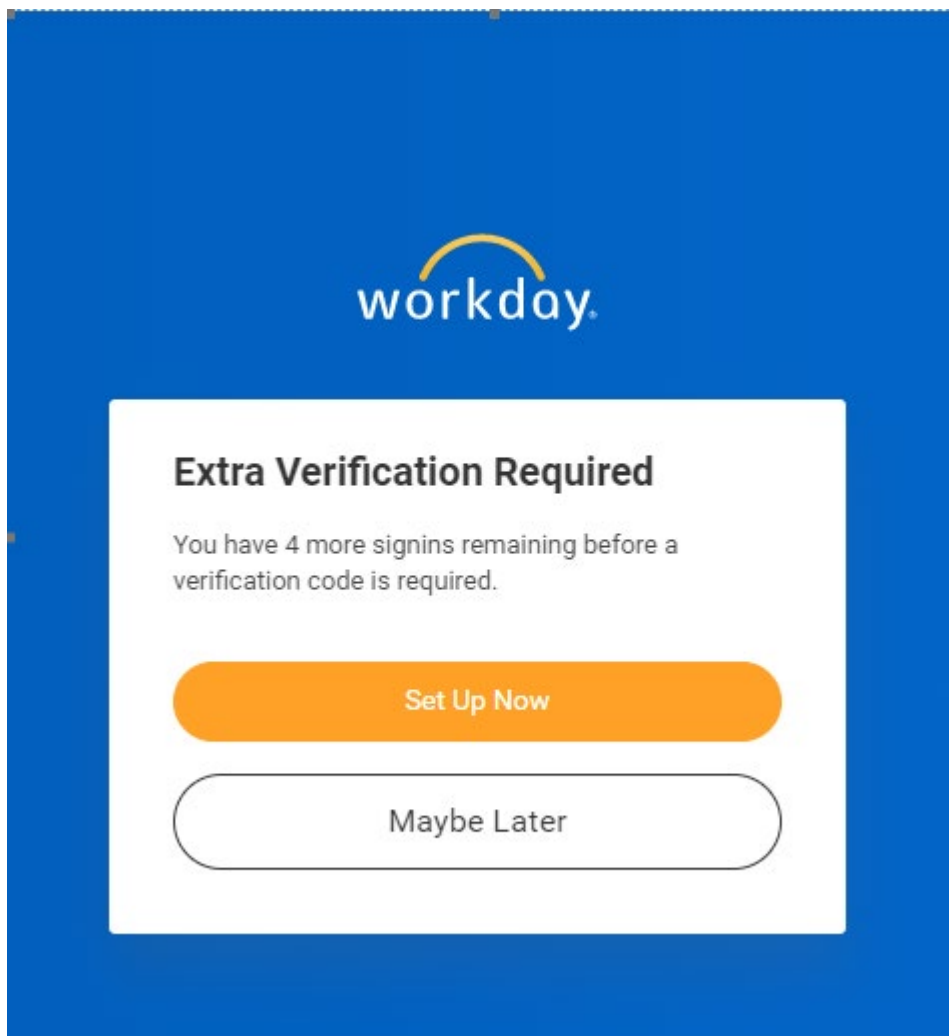 workday.
Extra Verification Required
You have 4 more signins remaining before a
verification code is required.
Set Up Now
Maybe Later